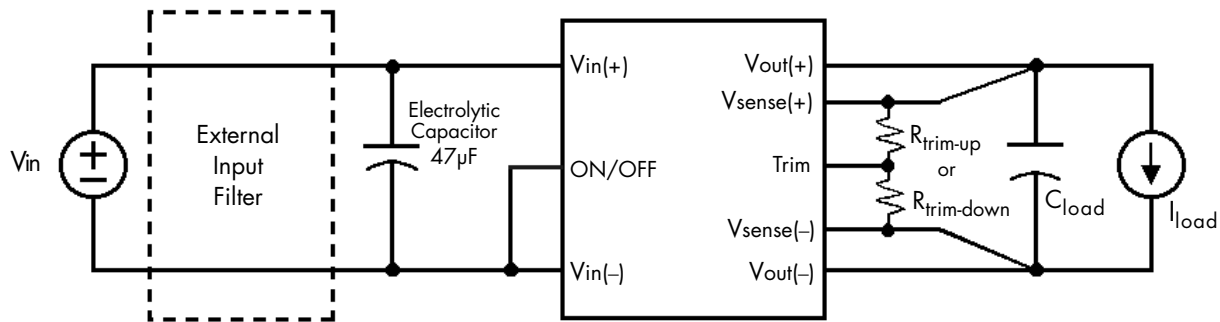 Vin
+
−
External
Input
Filter
Electrolytic
Capacitor
47µF
Vin(+)
ON/OFF
Vin(−)
Vout(+)
Vsense(+)
Trim
Vsense(−)
Vout(−)
Rtrim-up
or
Rtrim-down
Cload
Iload